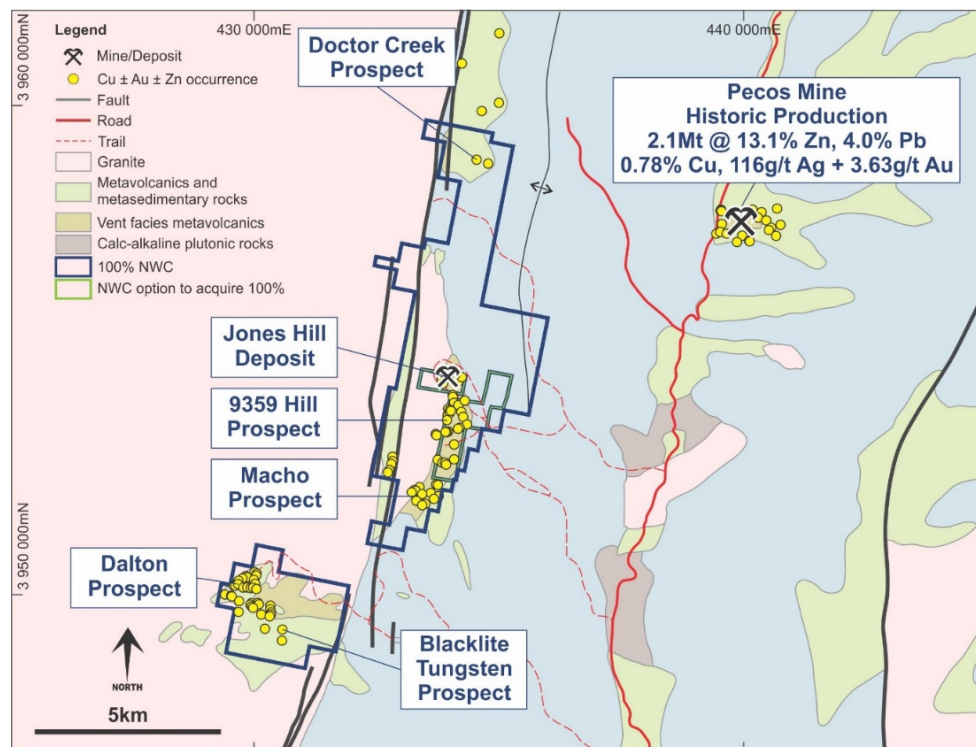 430 000mE
440 000mE
3 960 000mN
3 950 000mN
Legend
Mine/Deposit
Cu ± Au ± Zn occurrence
Fault
Road
Trail
Granite
Metavolcanics and
metasedimentary rocks
Vent facies metavolcanics
Calc-alkaline plutonic rocks
100% NWC
NWC option to acquire 100%
Doctor Creek
Prospect
Pecos Mine
Historic Production
2.1Mt @ 13.1% Zn, 4.0% Pb
0.78% Cu, 116g/t Ag + 3.63g/t Au
Jones Hill
Deposit
9359 Hill
Prospect
Macho
Prospect
Dalton
Prospect
Blacklite
Tungsten
Prospect
NORTH
5km